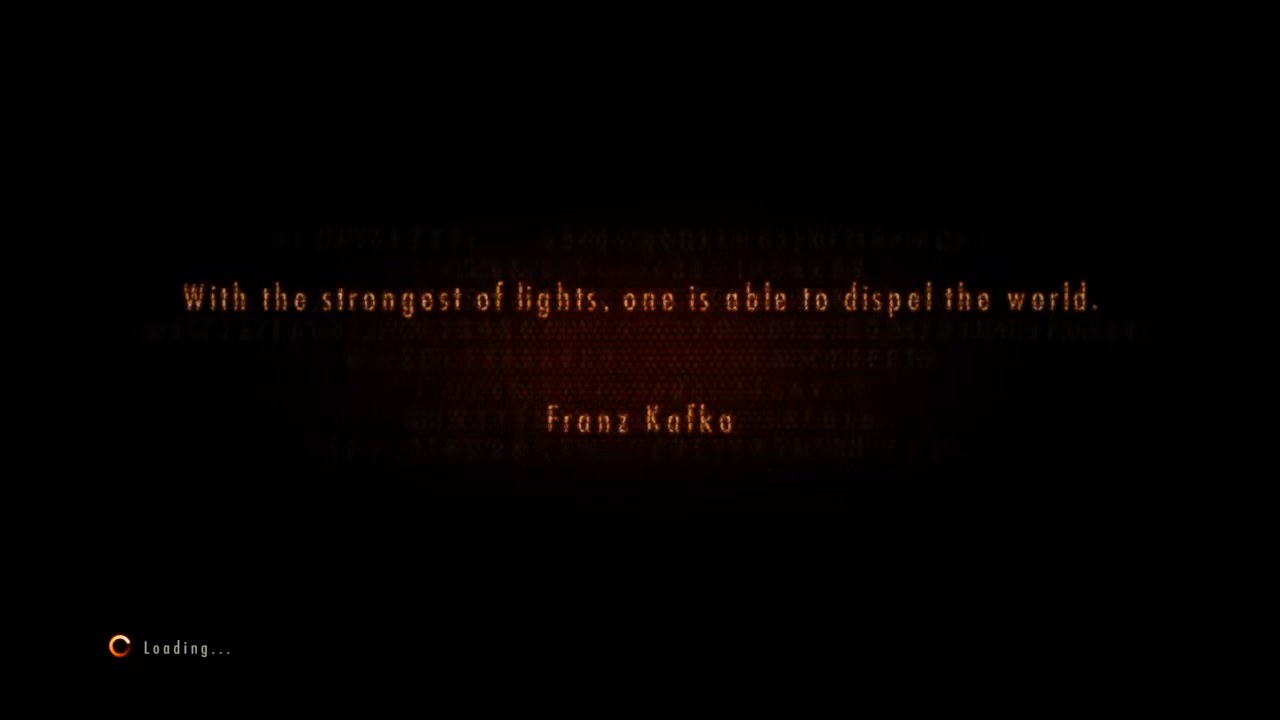 With the strongest of lights, one is able to dispel the world.
Franz Kafka
Loading...